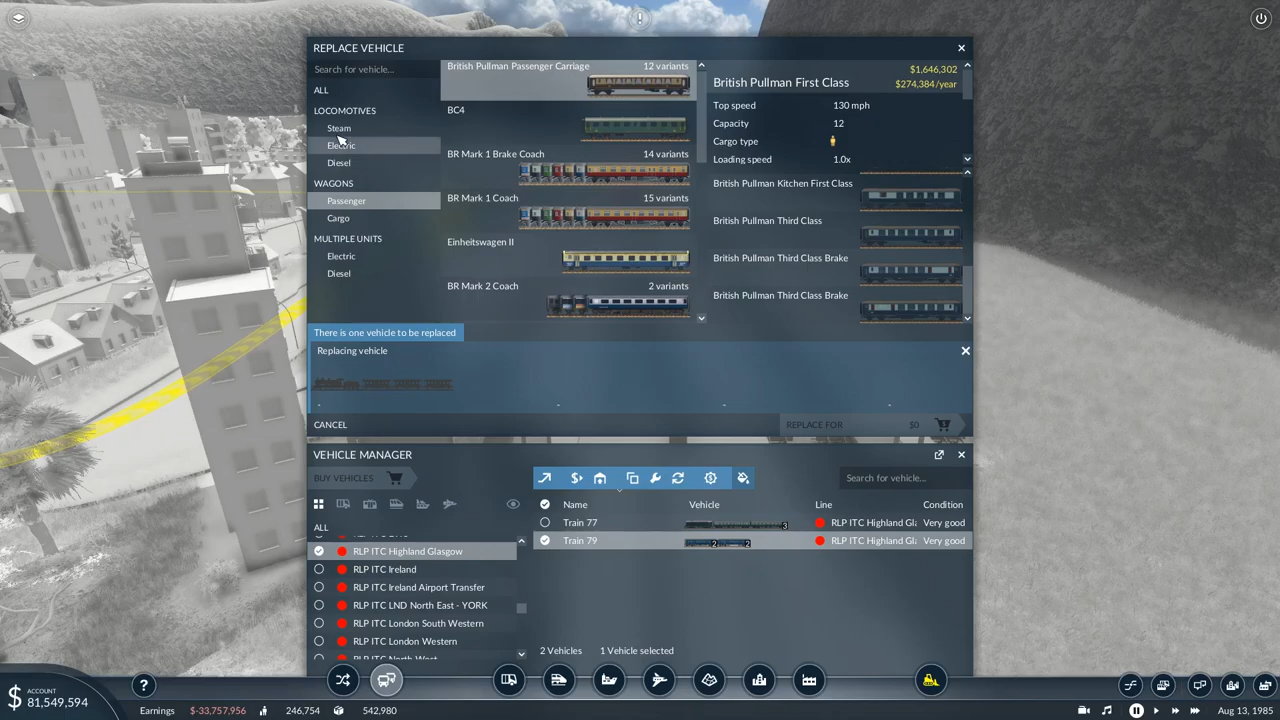 REPLACE VEHICLE
Search for vehicle...
ALL
LOCOMOTIVES
Steam
Electric
Diesel
WAGONS
Passenger
Cargo
MULTIPLE UNITS
Electric
Diesel
British Pullman Passenger Carriage 12 variants
BC4
BR Mark 1 Brake Coach 14 variants
BR Mark 1 Coach 15 variants
Einheitswagen II
BR Mark 2 Coach 2 variants
$1,646,302
British Pullman First Class $274,384/year
Top speed 130 mph
Capacity 12
Cargo type
Loading speed 1.0x
British Pullman Kitchen First Class
British Pullman Third Class
British Pullman Third Class Brake
British Pullman Third Class Brake
There is one vehicle to be replaced
Replacing vehicle
- - - -
CANCEL REPLACE FOR $0
VEHICLE MANAGER
BUY VEHICLES Search for vehicle...
ALL
RLP ITC Highland Glasgow
RLP ITC Ireland
RLP ITC Ireland Airport Transfer
RLP ITC LND North East - YORK
RLP ITC London South Western
RLP ITC London Western
RLP ITC North West
Name Vehicle Line Condition
Train 77 3 RLP ITC Highland Gla Very good
Train 79 2 2 RLP ITC Highland Gla Very good
2 Vehicles 1 Vehicle selected
ACCOUNT
$ 81,549,594
?
Earnings $-33,757,956 246,754 542,980
Aug 13, 1985